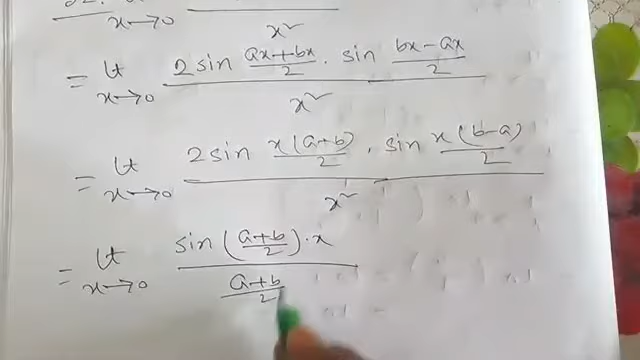 x→0 x²
= lt x→0 2 sin (ax+bx)/2 · sin (bx-ax)/2 / x²
= lt x→0 2 sin x(a+b)/2 · sin x(b-a)/2 / x²
= lt x→0 sin ((a+b)/2)·x / (a+b)/2